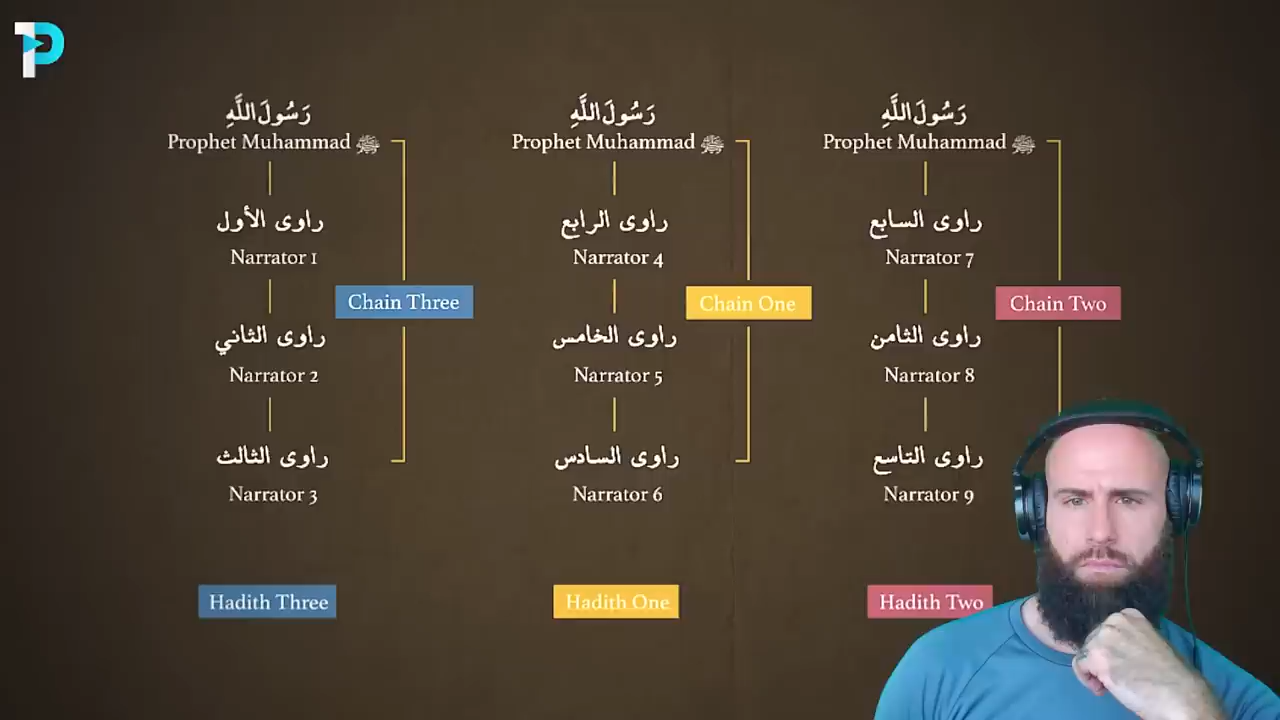 رَسُولَ اللَّهِ
Prophet Muhammad ﷺ
راوى الأول
Narrator 1
راوى الثاني
Narrator 2
راوى الثالث
Narrator 3
Chain Three
Hadith Three
رَسُولَ اللَّهِ
Prophet Muhammad ﷺ
راوى الرابع
Narrator 4
راوى الخامس
Narrator 5
راوى السادس
Narrator 6
Chain One
Hadith One
رَسُولَ اللَّهِ
Prophet Muhammad ﷺ
راوى السابع
Narrator 7
راوى الثامن
Narrator 8
راوى التاسع
Narrator 9
Chain Two
Hadith Two